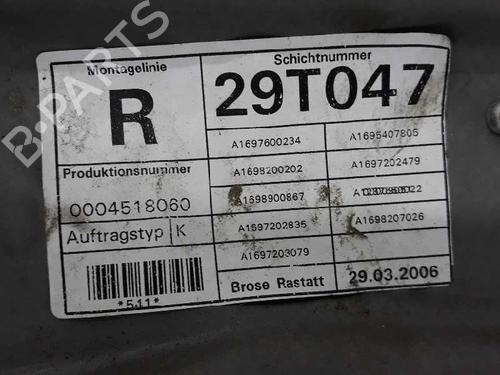 Montagelinie
R
Schichtnummer
29T047
A1697600234
A1695407805
A1698200202
A1697202479
A1698900867
Produktionsnummer
0004518060
A1697202835
A1698207026
Auftragstyp K
A1697203079
*541*
Brose Rastatt
29.03.2006
B-PARTS